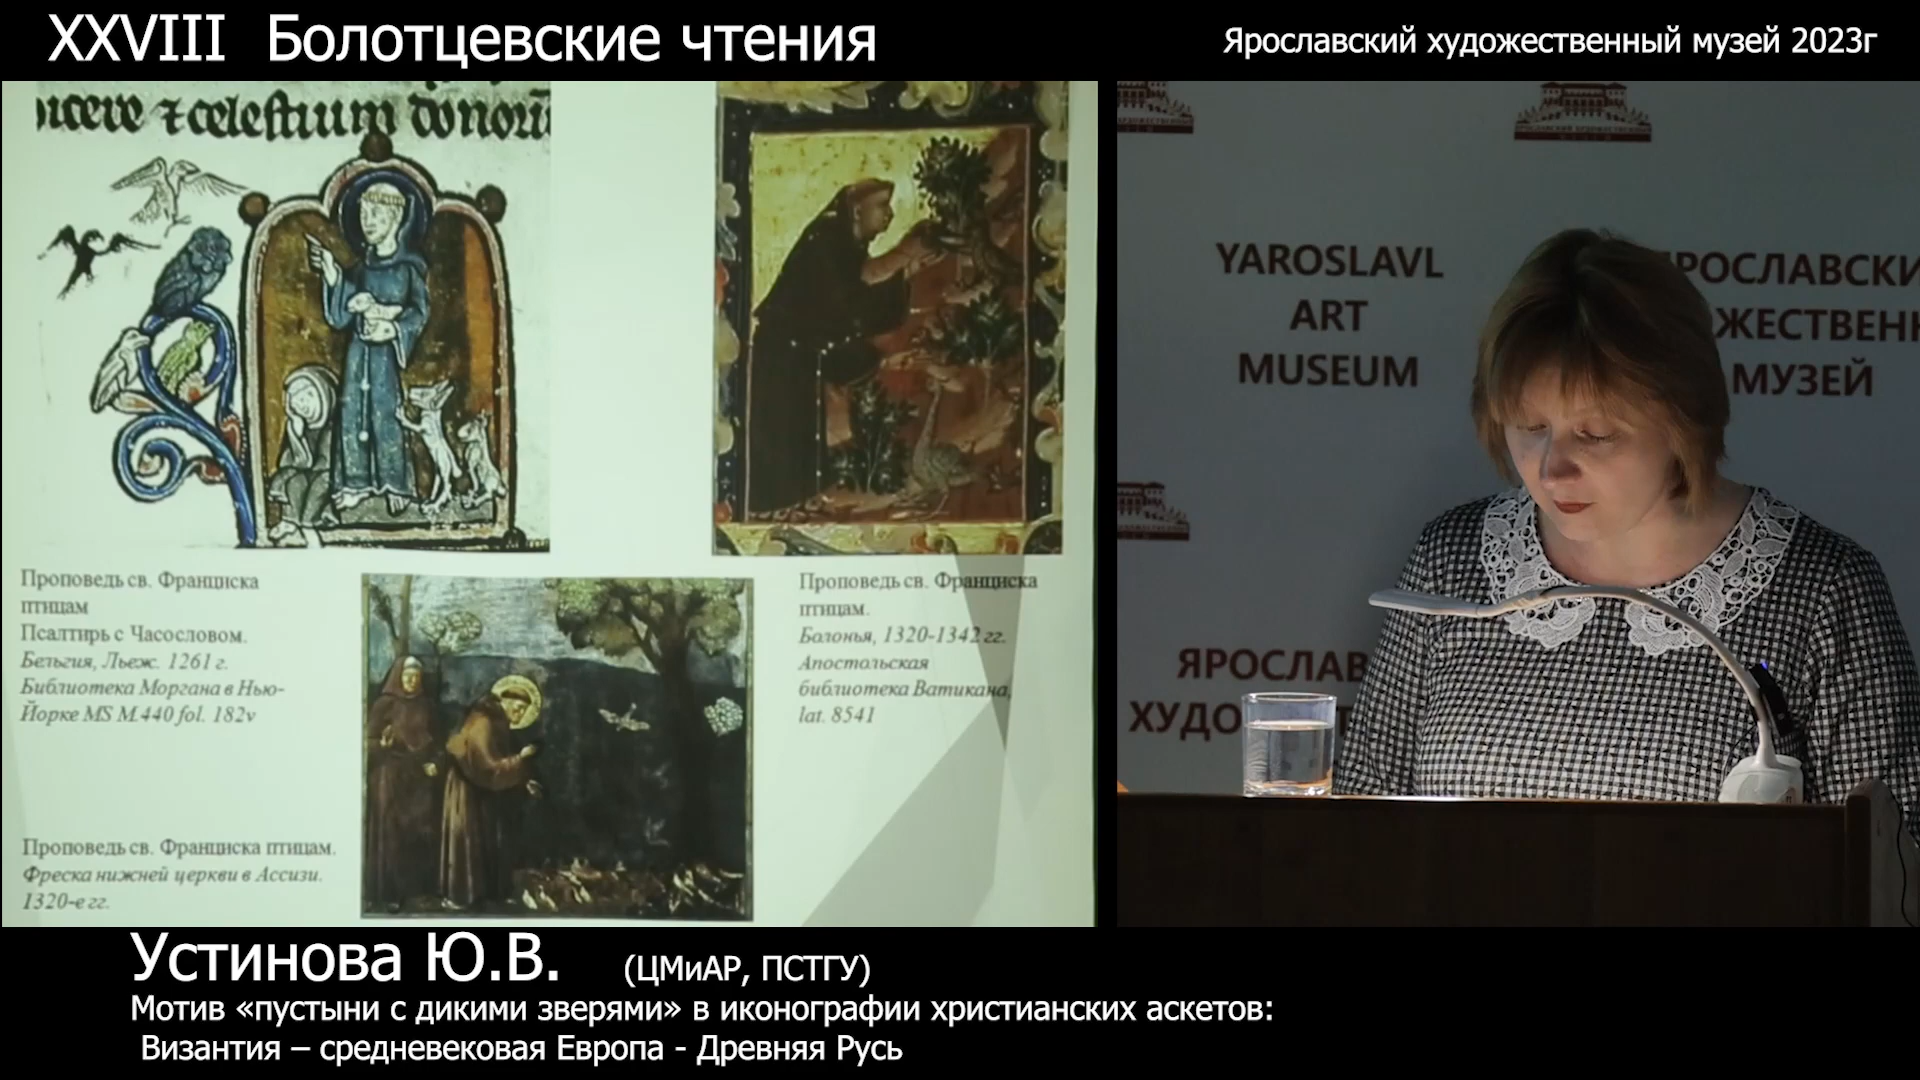 XXVIII Болотцевские чтения
Ярославский художественный музей 2023г
Проповедь св. Франциска
птицам
Псалтирь с Часословом.
Бельгия, Льеж. 1261 г.
Библиотека Моргана в Нью-
Йорке MS M.440 fol. 182v
Проповедь св. Франциска
птицам.
Болонья, 1320-1342 гг.
Апостольская
библиотека Ватикана,
lat. 8541
Проповедь св. Франциска птицам.
Фреска нижней церкви в Ассизи.
1320-е гг.
YAROSLAVL
ART
MUSEUM
РОСЛАВСКИ
ЖЕСТВЕНН
МУЗЕЙ
ЯРОСЛАВ
ХУДО
Устинова Ю.В. (ЦМиАР, ПСТГУ)
Мотив «пустыни с дикими зверями» в иконографии христианских аскетов:
Византия – средневековая Европа - Древняя Русь